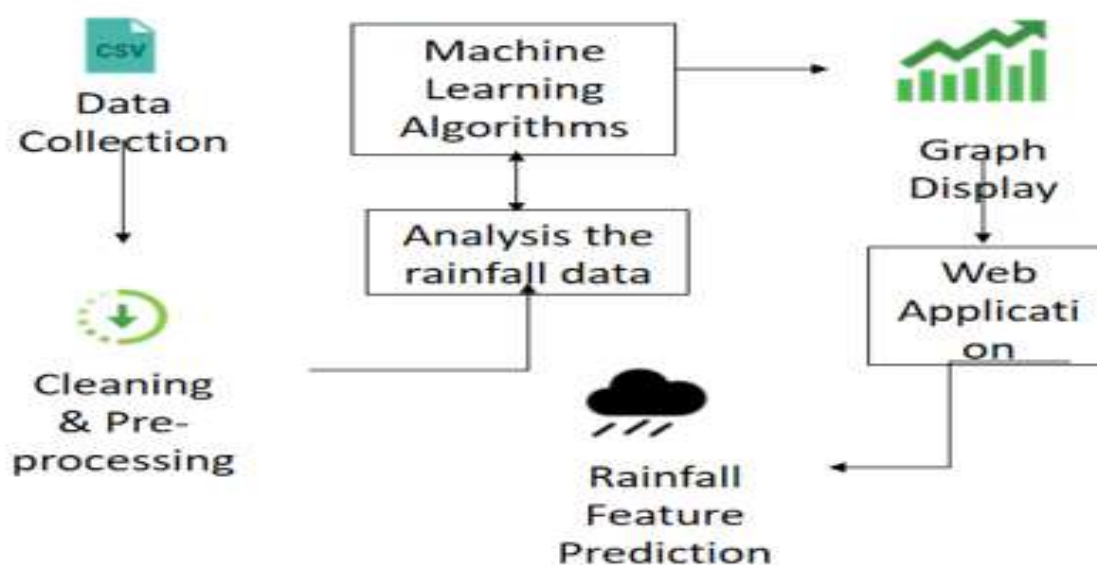 CSV
Data
Collection
Cleaning
& Pre-
processing
Machine
Learning
Algorithms
Analysis the
rainfall data
Graph
Display
Web
Applicati
on
Rainfall
Feature
Prediction